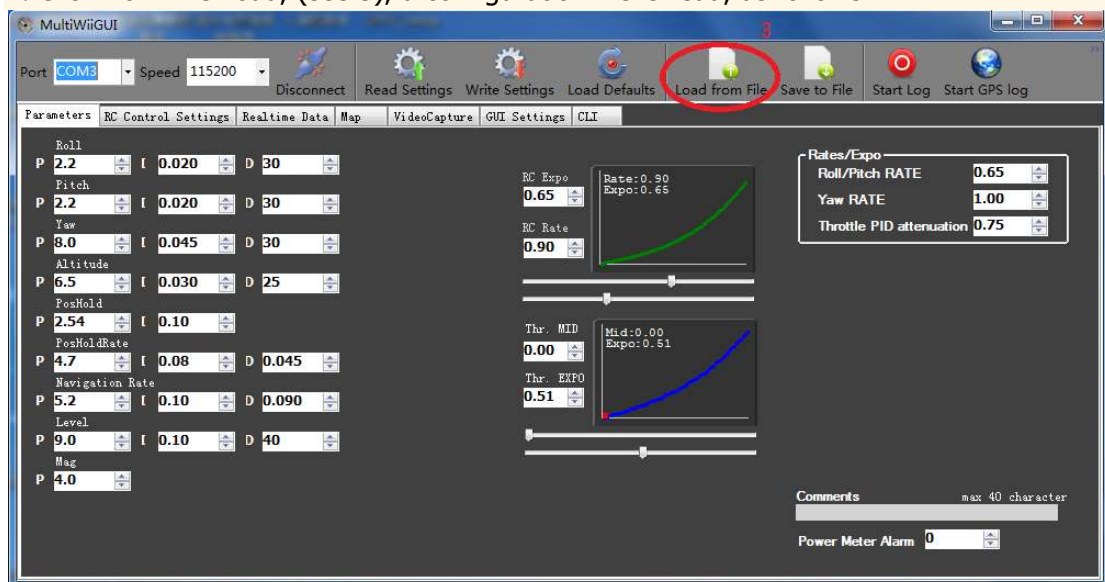 MultiWiiGUI
3
Port COM3 Speed 115200 Disconnect Read Settings Write Settings Load Defaults Load from File Save to File Start Log Start GPS log
Parameters RC Control Settings Realtime Data Map VideoCapture GUI Settings CLI
Roll
P 2.2 I 0.020 D 30
Pitch
P 2.2 I 0.020 D 30
Yaw
P 8.0 I 0.045 D 30
Altitude
P 6.5 I 0.030 D 25
PosHold
P 2.54 I 0.10
PosHoldRate
P 4.7 I 0.08 D 0.045
Navigation Rate
P 5.2 I 0.10 D 0.090
Level
P 9.0 I 0.10 D 40
Mag
P 4.0
RC Expo
0.65
RC Rate
0.90
Rate:0.90
Expo:0.65
Thr. MID
0.00
Thr. EXPO
0.51
Mid:0.00
Expo:0.51
Rates/Expo
Roll/Pitch RATE 0.65
Yaw RATE 1.00
Throttle PID attenuation 0.75
Comments max 40 character
Power Meter Alarm 0